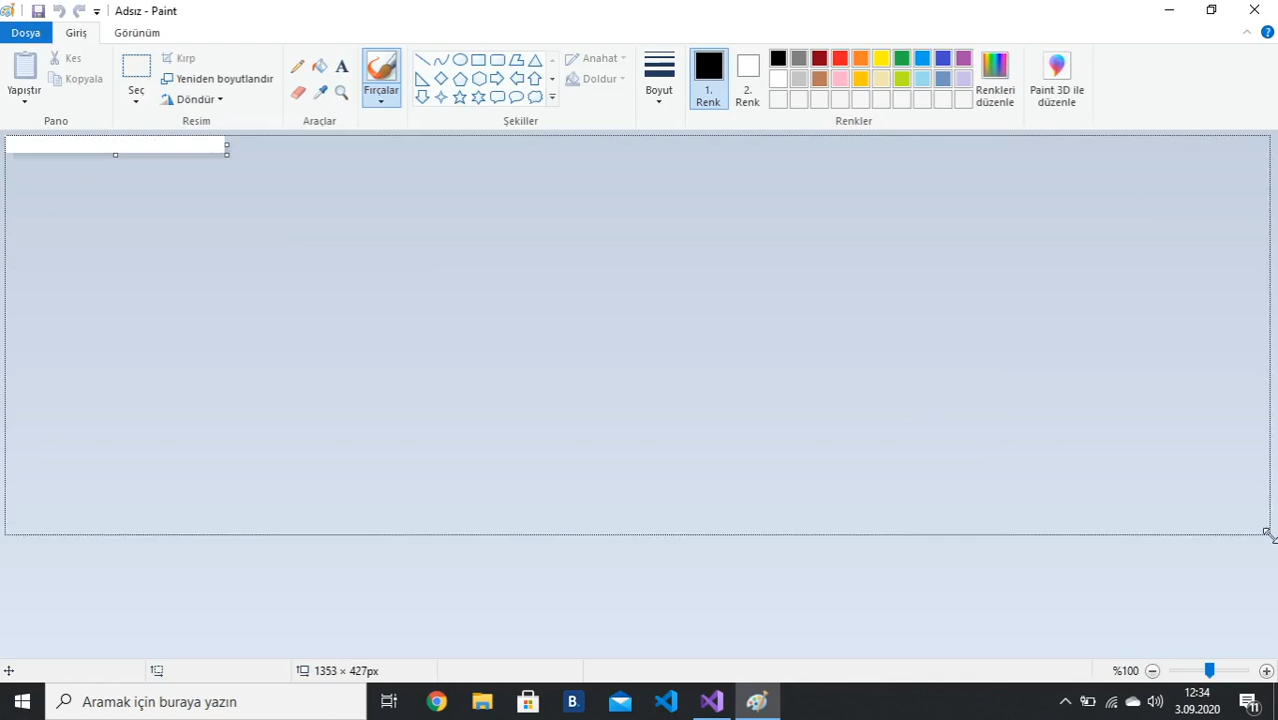 Adsız - Paint
Dosya Giriş Görünüm
Yapıştır
Kes
Kopyala
Pano
Seç
Kırp
Yeniden boyutlandır
Döndür
Resim
A
Araçlar
Fırçalar
Anahat
Doldur
Şekiller
Boyut
1.
Renk
2.
Renk
Renkleri
düzenle
Renkler
Paint 3D ile
düzenle
1353 × 427px
%100
Aramak için buraya yazın
B.
12:34
3.09.2020
11